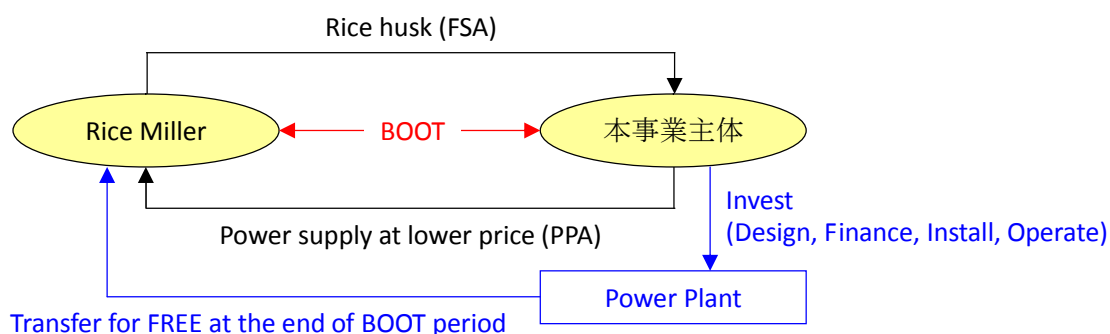 Rice husk (FSA)
Rice Miller
BOOT
本事業主体
Power supply at lower price (PPA)
Invest
(Design, Finance, Install, Operate)
Power Plant
Transfer for FREE at the end of BOOT period